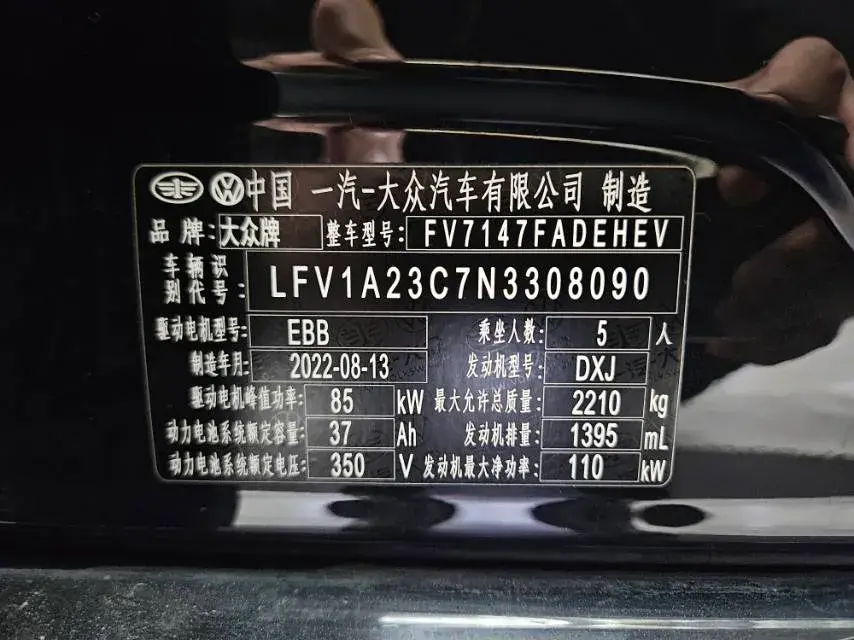 中国 一汽-大众汽车有限公司 制造
品 牌: 大众牌 整车型号: FV7147FADEHEV
车辆识别代号: LFV1A23C7N3308090
驱动电机型号: EBB 乘坐人数: 5 人
制造年月: 2022-08-13 发动机型号: DXJ
驱动电机峰值功率: 85 kW 最大允许总质量: 2210 kg
动力电池系统额定容量: 37 Ah 发动机排量: 1395 mL
动力电池系统额定电压: 350 V 发动机最大净功率: 110 kW